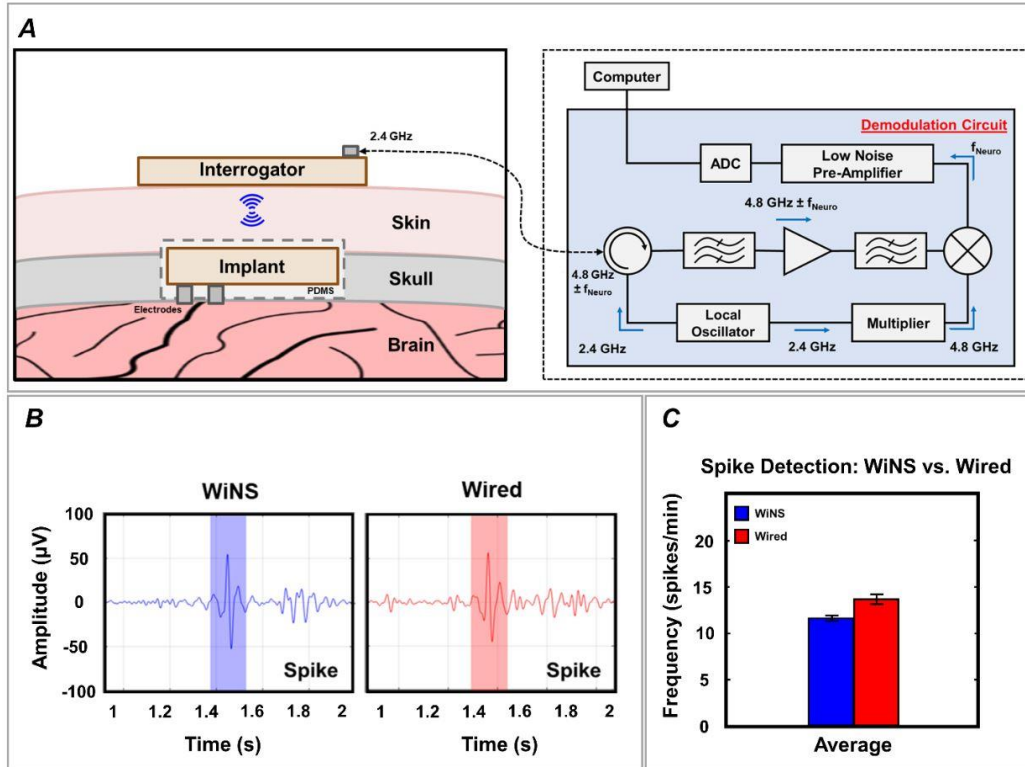 A
2.4 GHz
Interrogator
Skin
Implant
PDMS
Skull
Electrodes
Brain
Computer
Demodulation Circuit
ADC
Low Noise
Pre-Amplifier
fNeuro
4.8 GHz ± fNeuro
4.8 GHz
± fNeuro
Local
Oscillator
Multiplier
2.4 GHz
2.4 GHz
4.8 GHz
B
WiNS
Wired
Amplitude (µV)
100
50
0
-50
-100
Spike
Spike
1 1.2 1.4 1.6 1.8 2
1 1.2 1.4 1.6 1.8 2
Time (s)
Time (s)
C
Spike Detection: WiNS vs. Wired
Frequency (spikes/min)
20
15
10
5
0
WiNS
Wired
Average